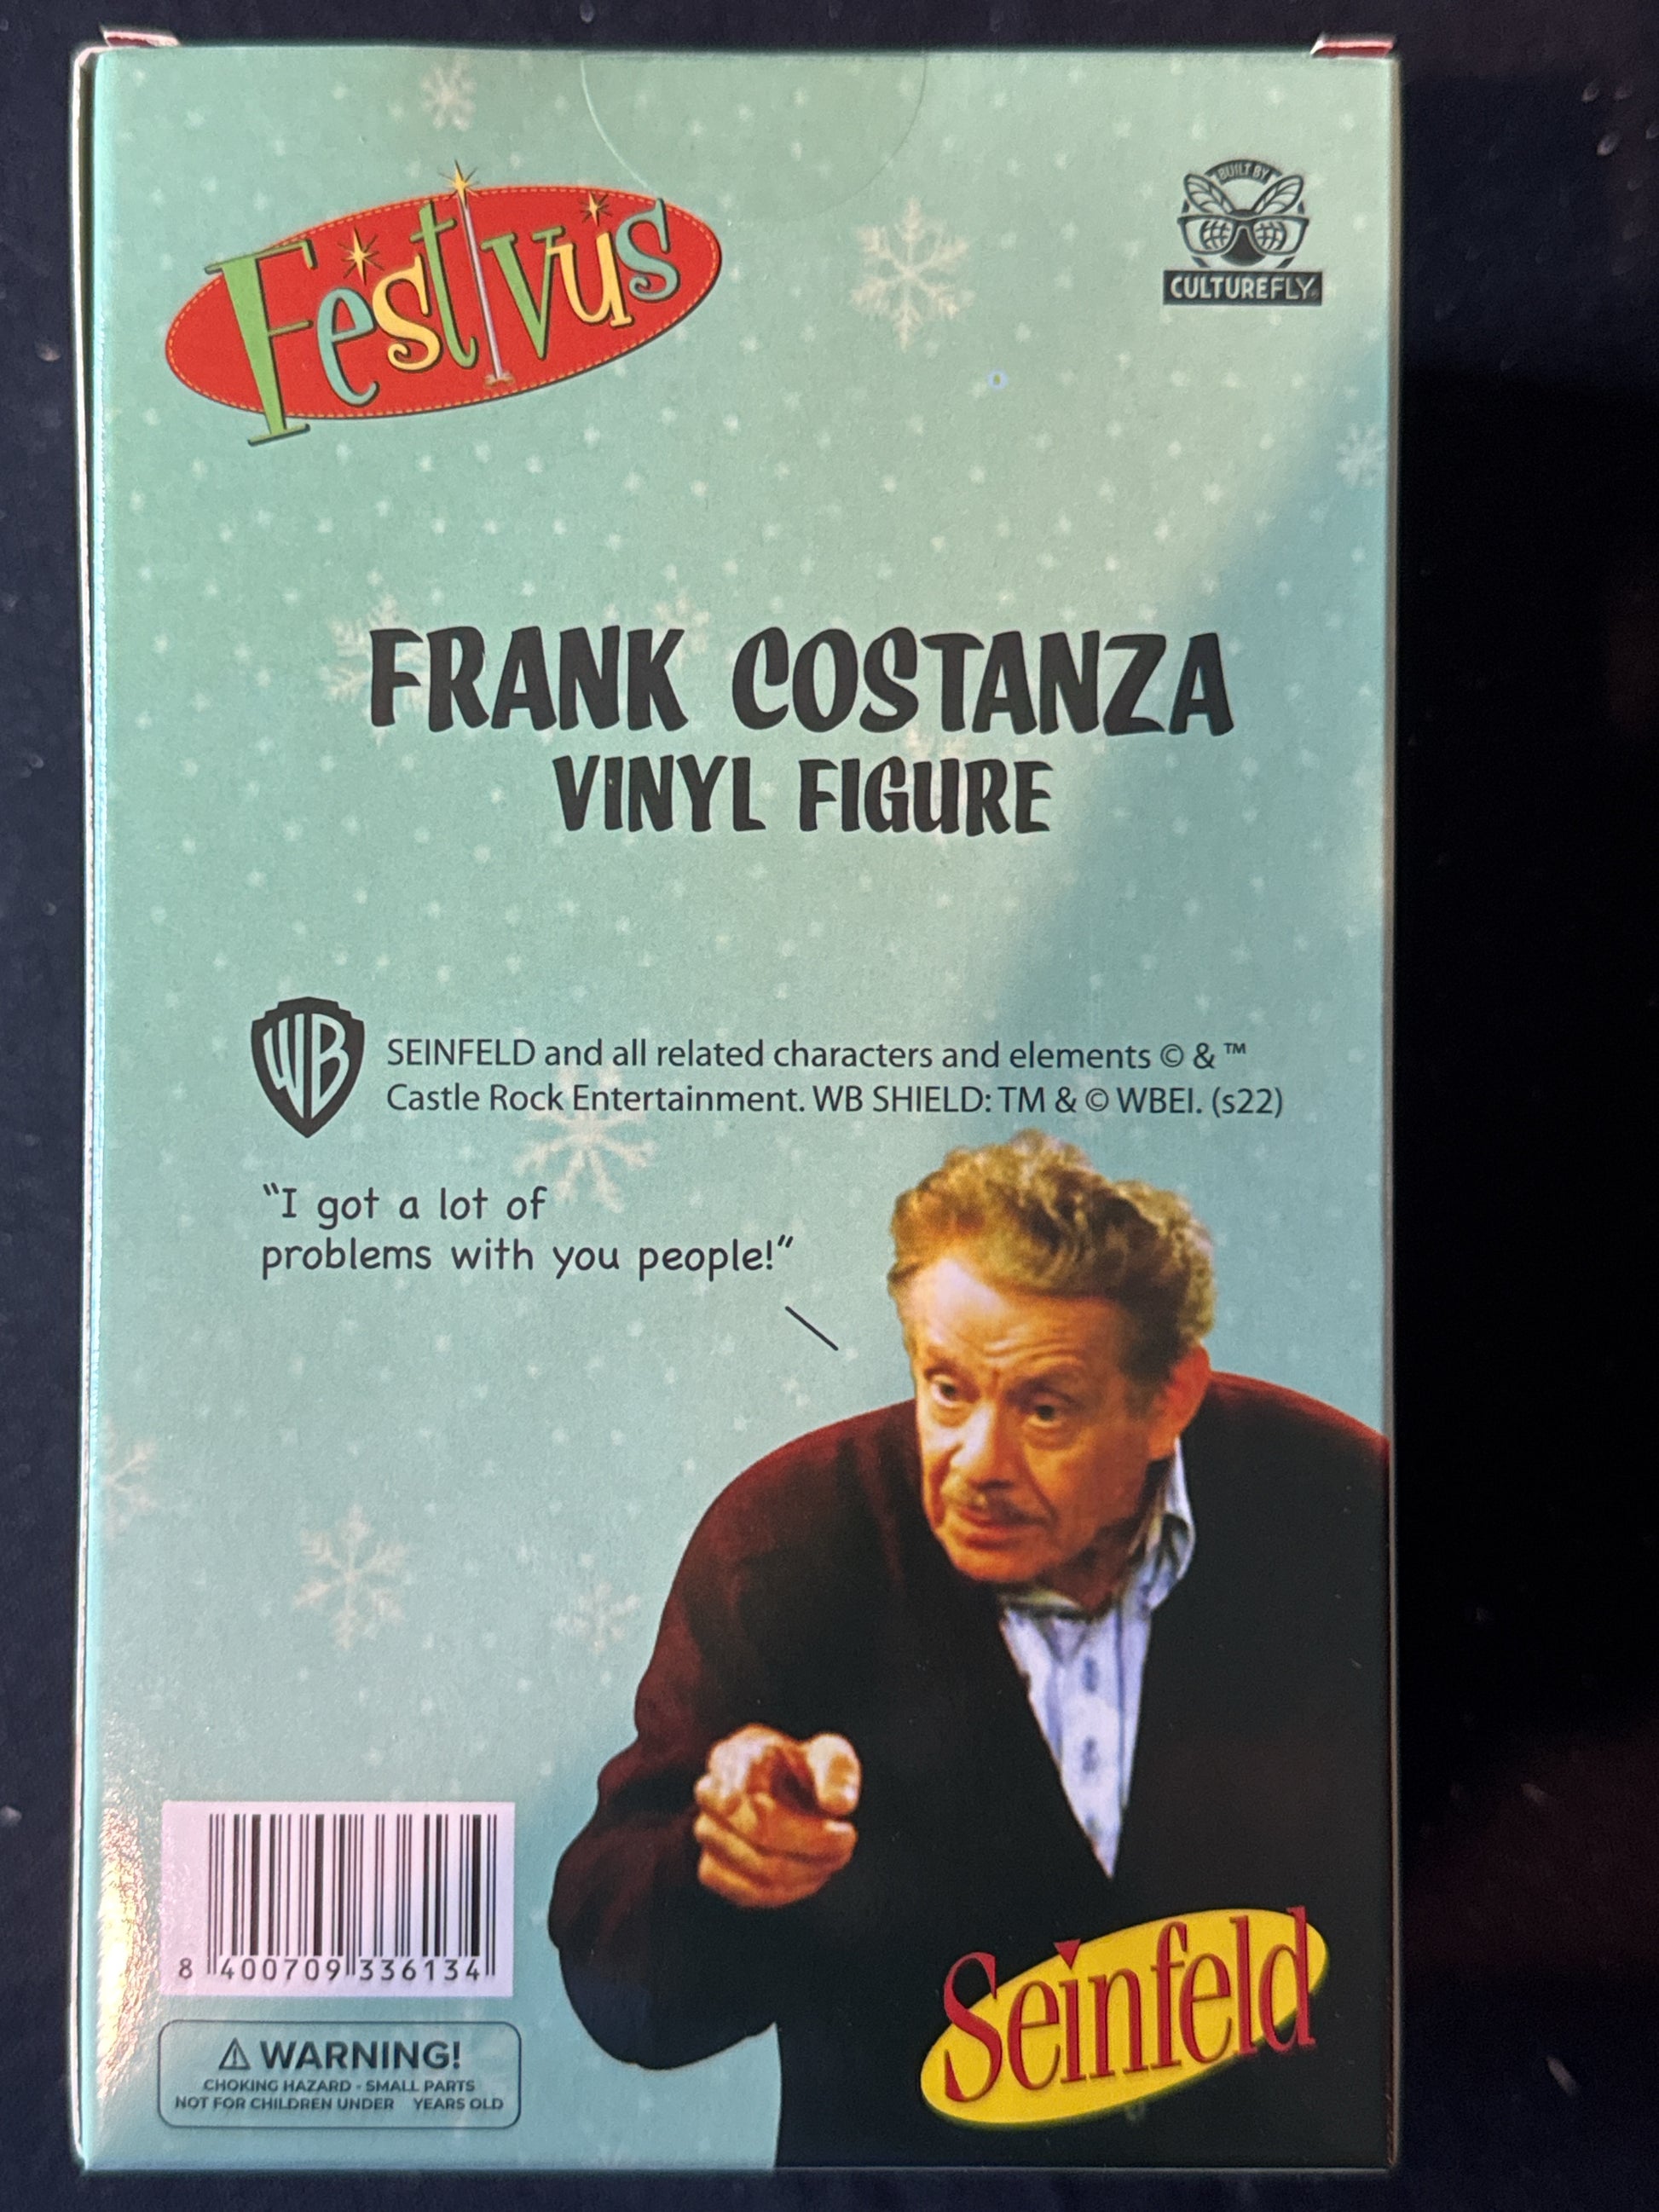 Festivus
BUILT BY
CULTUREFLY
FRANK COSTANZA
VINYL FIGURE
WB
SEINFELD and all related characters and elements © & ™
Castle Rock Entertainment. WB SHIELD: TM & © WBEI. (s22)
"I got a lot of
problems with you people!"
8 400709 336134
Seinfeld
⚠ WARNING!
CHOKING HAZARD - SMALL PARTS
NOT FOR CHILDREN UNDER YEARS OLD